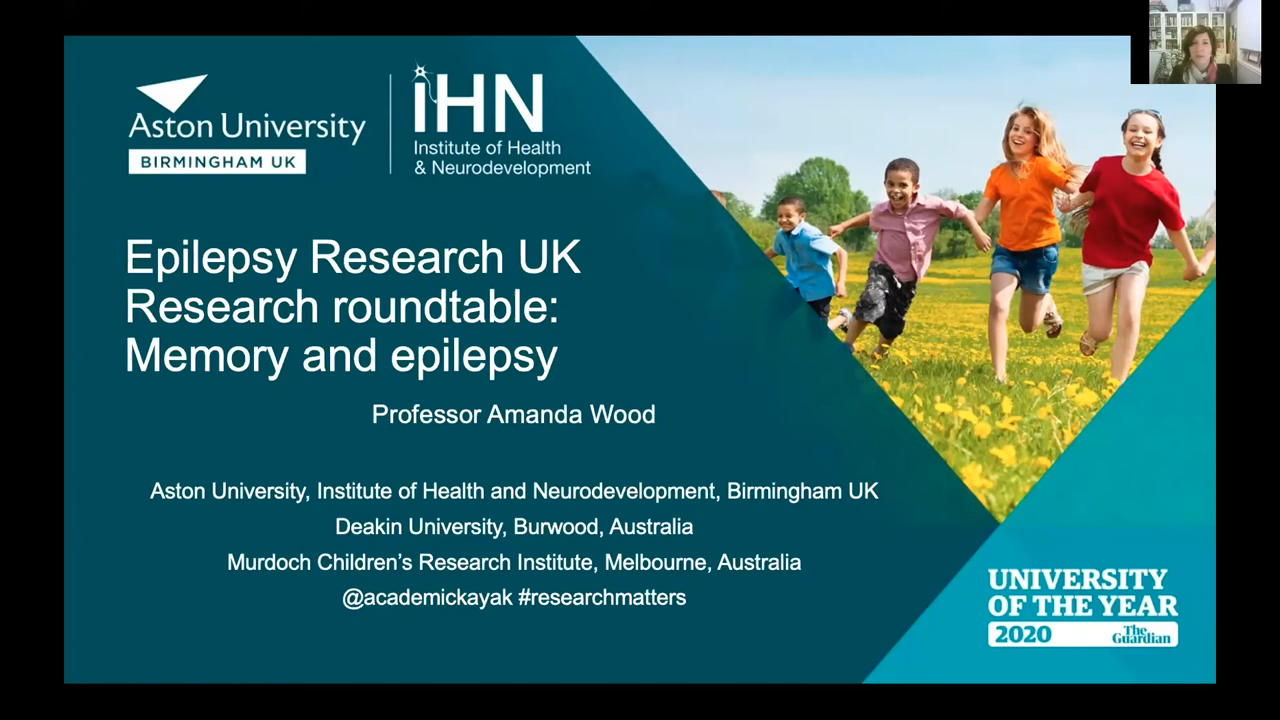 Aston University
BIRMINGHAM UK
iHN
Institute of Health
& Neurodevelopment
Epilepsy Research UK
Research roundtable:
Memory and epilepsy
Professor Amanda Wood
Aston University, Institute of Health and Neurodevelopment, Birmingham UK
Deakin University, Burwood, Australia
Murdoch Children’s Research Institute, Melbourne, Australia
@academickayak #researchmatters
UNIVERSITY
OF THE YEAR
2020 The Guardian